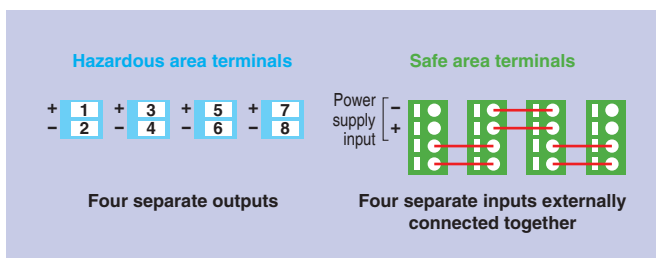 Hazardous area terminals
Safe area terminals
+ 1 + 3 + 5 + 7
− 2 − 4 − 6 − 8
Power
supply
input
−
+
Four separate outputs
Four separate inputs externally
connected together